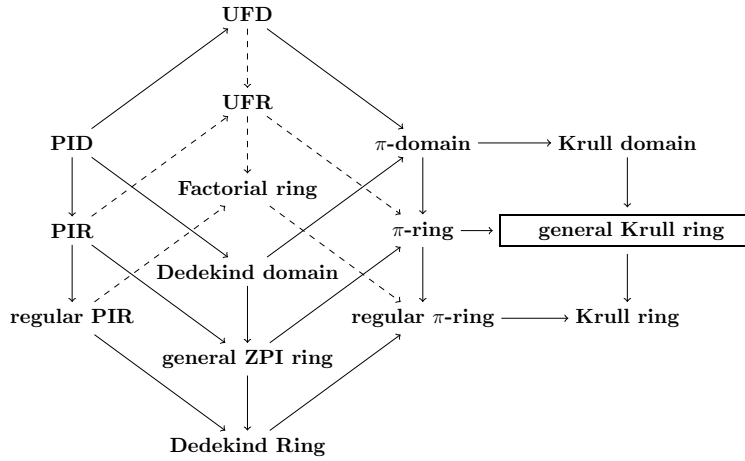 UFD
UFR
PID
π-domain
Krull domain
Factorial ring
PIR
π-ring
general Krull ring
Dedekind domain
regular PIR
regular π-ring
Krull ring
general ZPI ring
Dedekind Ring